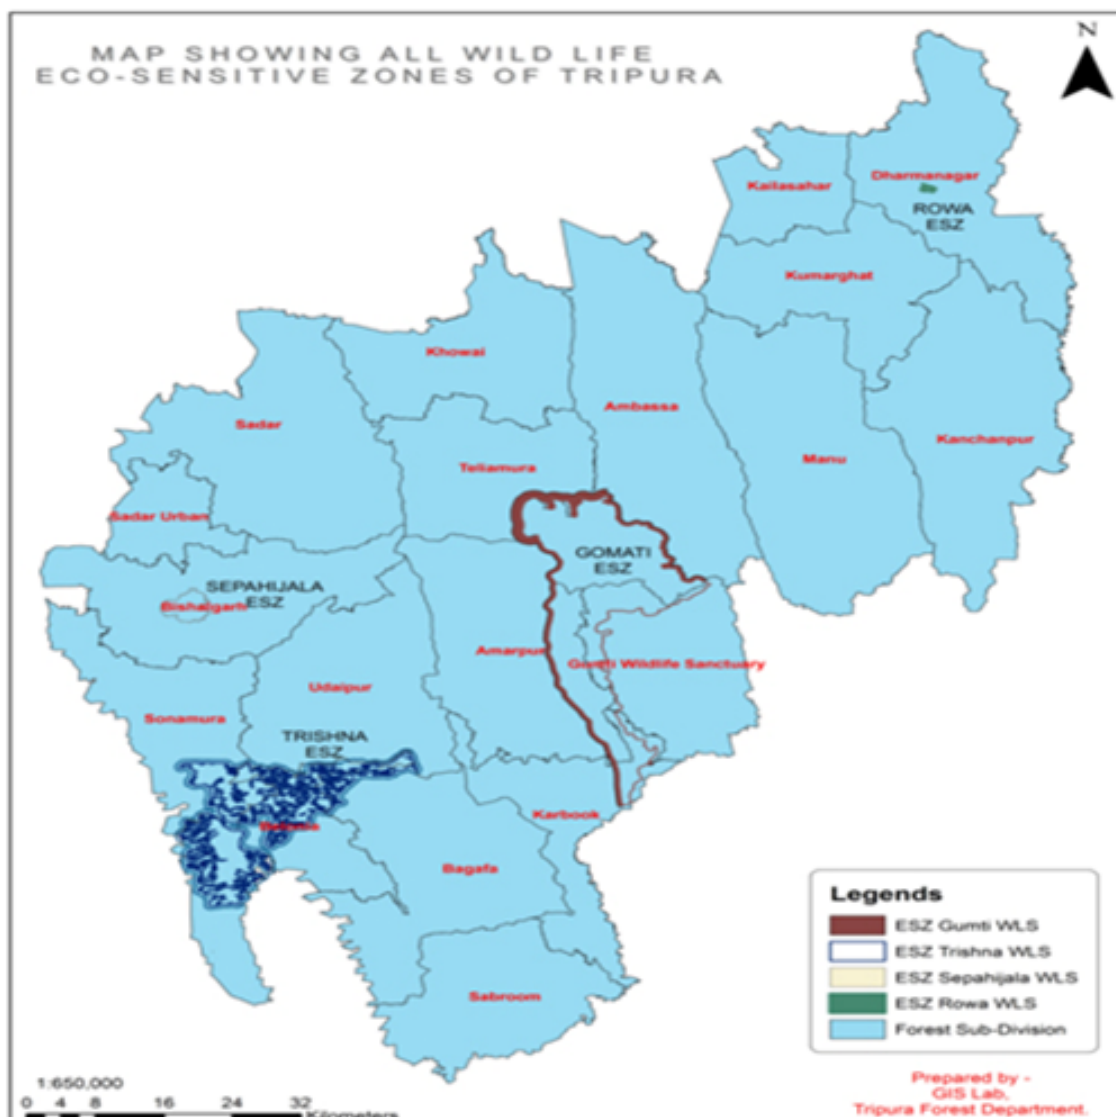 MAP SHOWING ALL WILD LIFE
ECO-SENSITIVE ZONES OF TRIPURA
N
Kailasahar
Dharmanagar
ROWA
ESZ
Kumarghat
Khowai
Ambassa
Sadar
Teliamura
Manu
Kanchanpur
Sadar Urban
GOMATI
ESZ
SEPAHIJALA
ESZ
Bishalgarh
Amarpur
Gumti Wildlife Sanctuary
Udaipur
Sonamura
TRISHNA
ESZ
Karbook
Bagafa
Sabroom
Legends
ESZ Gumti WLS
ESZ Trishna WLS
ESZ Sepahijala WLS
ESZ Rowa WLS
Forest Sub-Division
1:650,000
0 4 8 16 24 32
Kilometers
Prepared by -
GIS Lab,
Tripura Forest Department.